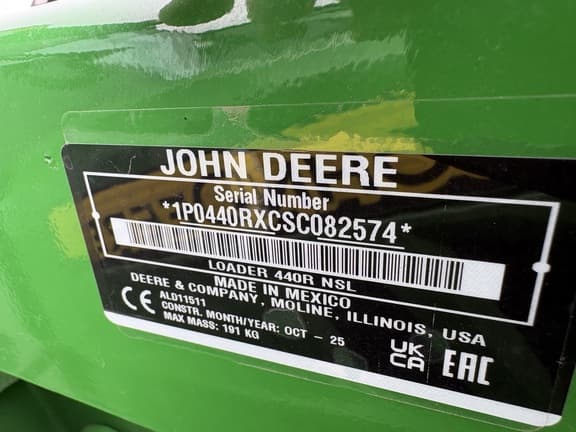 JOHN DEERE
Serial Number
*1P0440RXCSC082574*
LOADER 440R NSL
MADE IN MEXICO
DEERE & COMPANY, MOLINE, ILLINOIS, USA
CE ALD11511
CONSTR. MONTH/YEAR: OCT - 25
MAX MASS: 191 KG
UK
CA
EAC